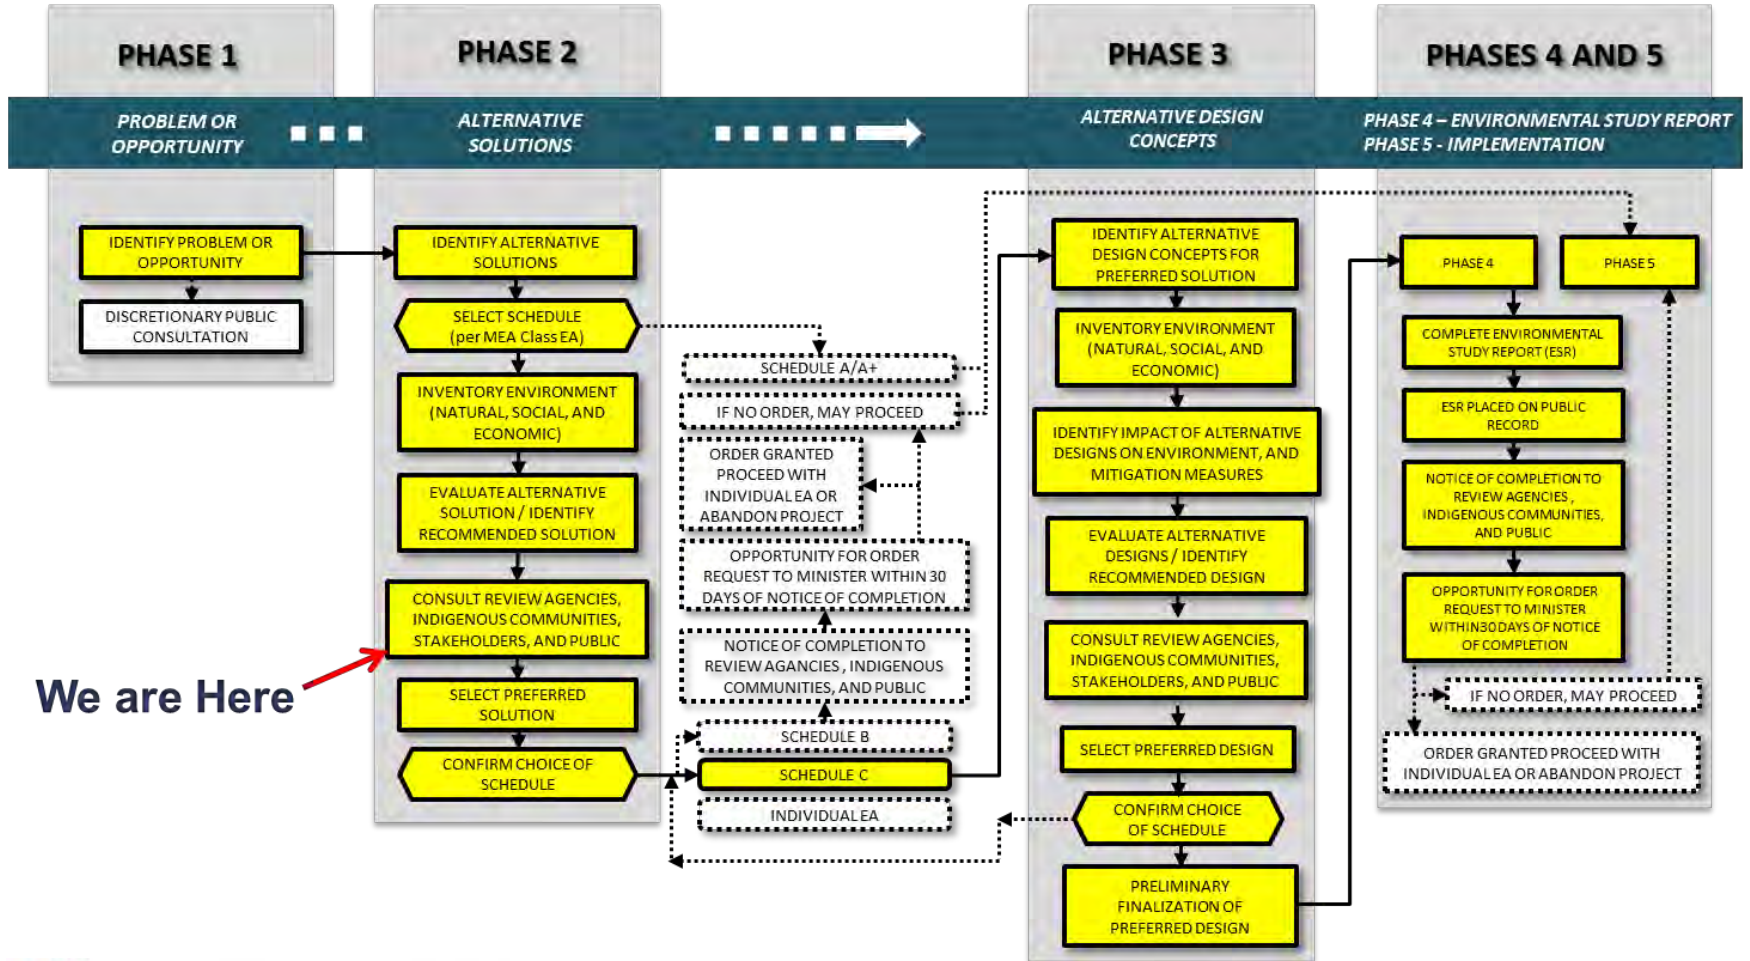 PHASE 1
PROBLEM OR
OPPORTUNITY
IDENTIFY PROBLEM OR
OPPORTUNITY
DISCRETIONARY PUBLIC
CONSULTATION
PHASE 2
ALTERNATIVE
SOLUTIONS
IDENTIFY ALTERNATIVE
SOLUTIONS
SELECT SCHEDULE
(per MEA Class EA)
INVENTORY ENVIRONMENT
(NATURAL, SOCIAL, AND
ECONOMIC)
EVALUATE ALTERNATIVE
SOLUTION / IDENTIFY
RECOMMENDED SOLUTION
CONSULT REVIEW AGENCIES,
INDIGENOUS COMMUNITIES,
STAKEHOLDERS, AND PUBLIC
We are Here
SELECT PREFERRED
SOLUTION
CONFIRM CHOICE OF
SCHEDULE
SCHEDULE A/A+
IF NO ORDER, MAY PROCEED
ORDER GRANTED
PROCEED WITH
INDIVIDUAL EA OR
ABANDON PROJECT
OPPORTUNITY FOR ORDER
REQUEST TO MINISTER WITHIN 30
DAYS OF NOTICE OF COMPLETION
NOTICE OF COMPLETION TO
REVIEW AGANCIES , INDIGENOUS
COMMUNITIES, AND PUBLIC
SCHEDULE B
SCHEDULE C
INDIVIDUAL EA
PHASE 3
ALTERNATIVE DESIGN
CONCEPTS
IDENTIFY ALTERNATIVE
DESIGN CONCEPTS FOR
PREFERRED SOLUTION
INVENTORY ENVIRONMENT
(NATURAL, SOCIAL, AND
ECONOMIC)
IDENTIFY IMPACT OF ALTERNATIVE
DESIGNS ON ENVIRONMENT, AND
MITIGATION MEASURES
EVALUATE ALTERNATIVE
DESIGNS / IDENTIFY
RECOMMENDED DESIGN
CONSULT REVIEW AGENCIES,
INDIGENOUS COMMUNITIES,
STAKEHOLDERS, AND PUBLIC
SELECT PREFERRED DESIGN
CONFIRM CHOICE
OF SCHEDULE
PRELIMINARY
FINALIZATION OF
PREFERRED DESIGN
PHASES 4 AND 5
PHASE 4 – ENVIRONMENTAL STUDY REPORT
PHASE 5 - IMPLEMENTATION
PHASE 4
PHASE 5
COMPLETE ENVIRONMENTAL
STUDY REPORT (ESR)
ESR PLACED ON PUBLIC
RECORD
NOTICE OF COMPLETION TO
REVIEW AGENCIES ,
INDIGENOUS COMMUNITIES,
AND PUBLIC
OPPORTUNITY FOR ORDER
REQUEST TO MINISTER
WITHIN 30 DAYS OF NOTICE
OF COMPLETION
IF NO ORDER, MAY PROCEED
ORDER GRANTED PROCEED WITH
INDIVIDUAL EA OR ABANDON PROJECT